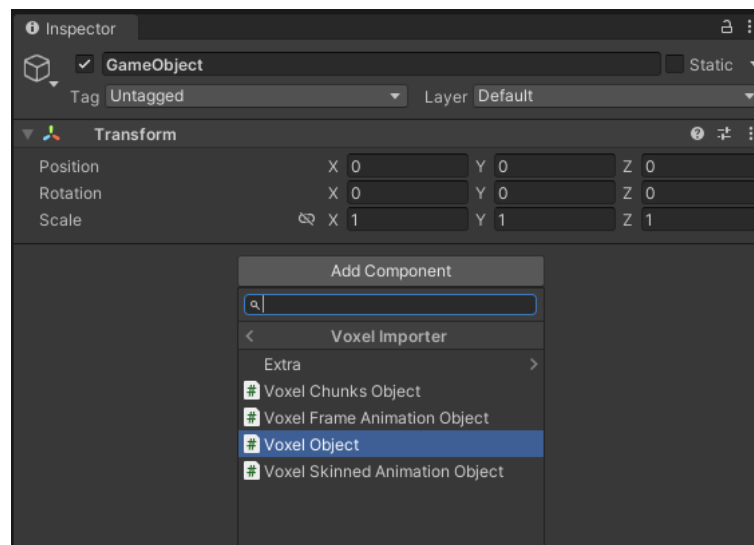 Inspector
GameObject Static
Tag Untagged Layer Default
Transform
Position X 0 Y 0 Z 0
Rotation X 0 Y 0 Z 0
Scale X 1 Y 1 Z 1
Add Component
Voxel Importer
Extra
# Voxel Chunks Object
# Voxel Frame Animation Object
# Voxel Object
# Voxel Skinned Animation Object